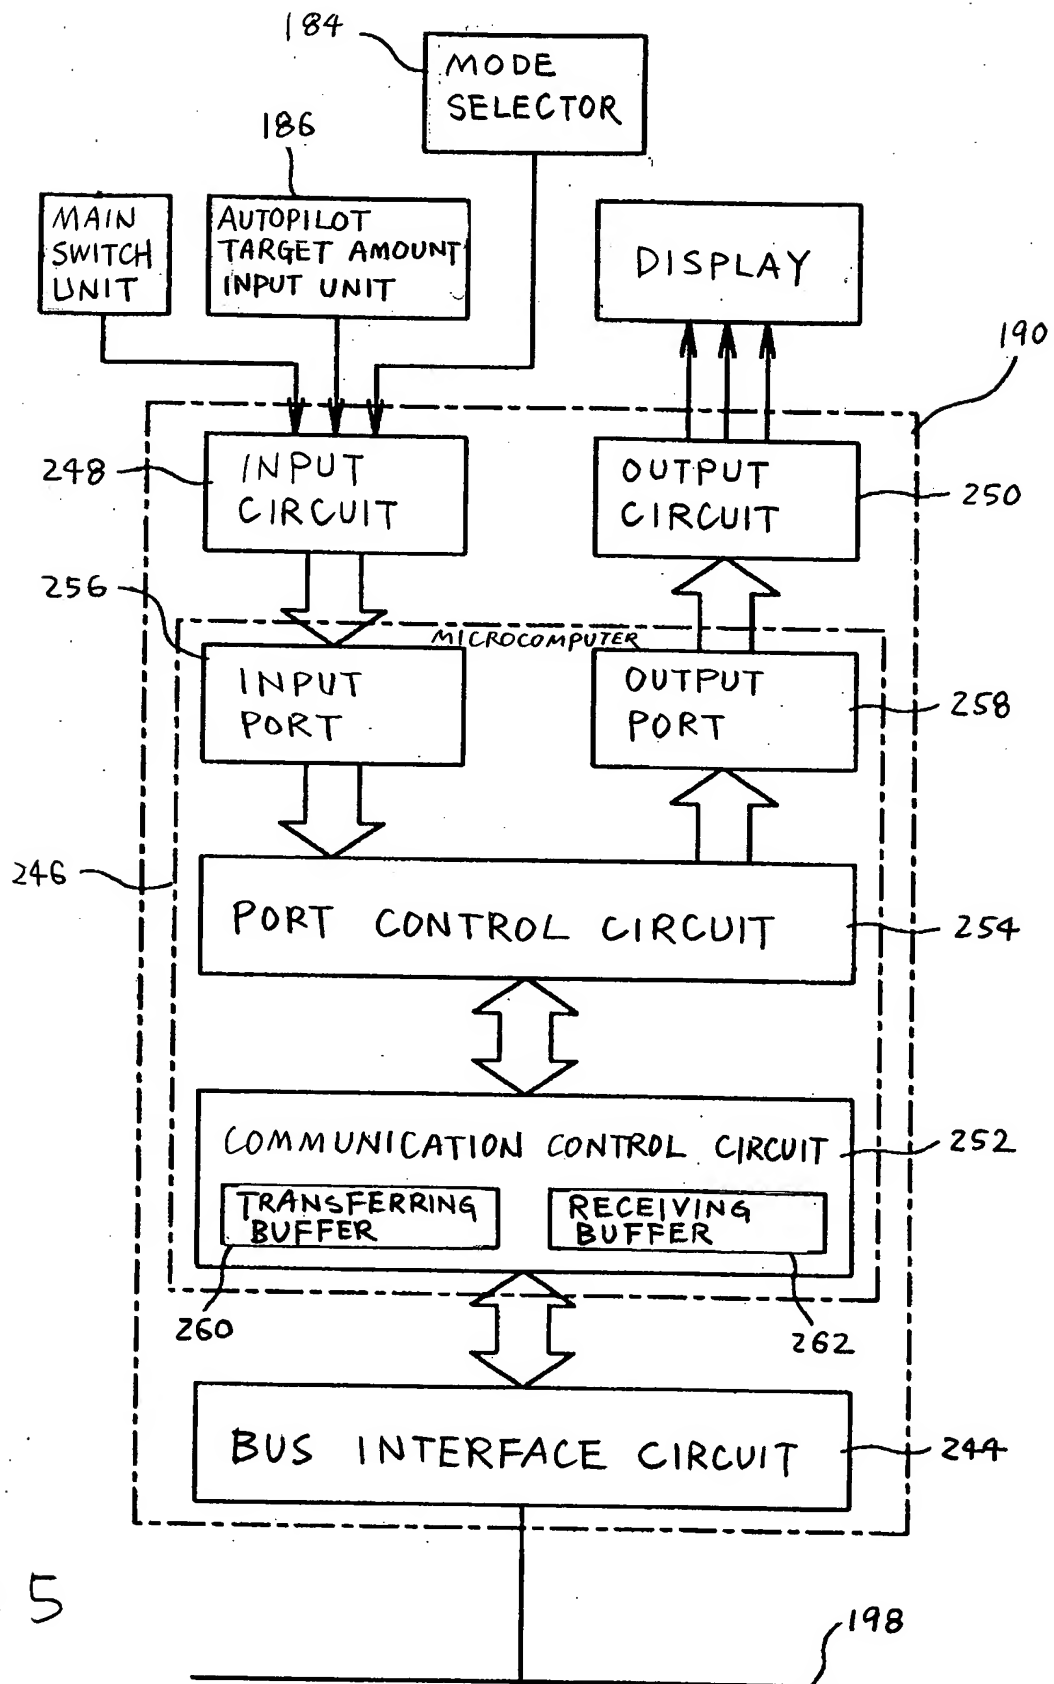 184
MODE
SELECTOR
186
MAIN
SWITCH
UNIT
AUTOPILOT
TARGET AMOUNT
INPUT UNIT
DISPLAY
190
248
INPUT
CIRCUIT
OUTPUT
CIRCUIT
250
256
MICROCOMPUTER
INPUT
PORT
OUTPUT
PORT
258
246
PORT CONTROL CIRCUIT
254
COMMUNICATION CONTROL CIRCUIT
252
TRANSFERRING
BUFFER
RECEIVING
BUFFER
260
262
BUS INTERFACE CIRCUIT
244
5
198